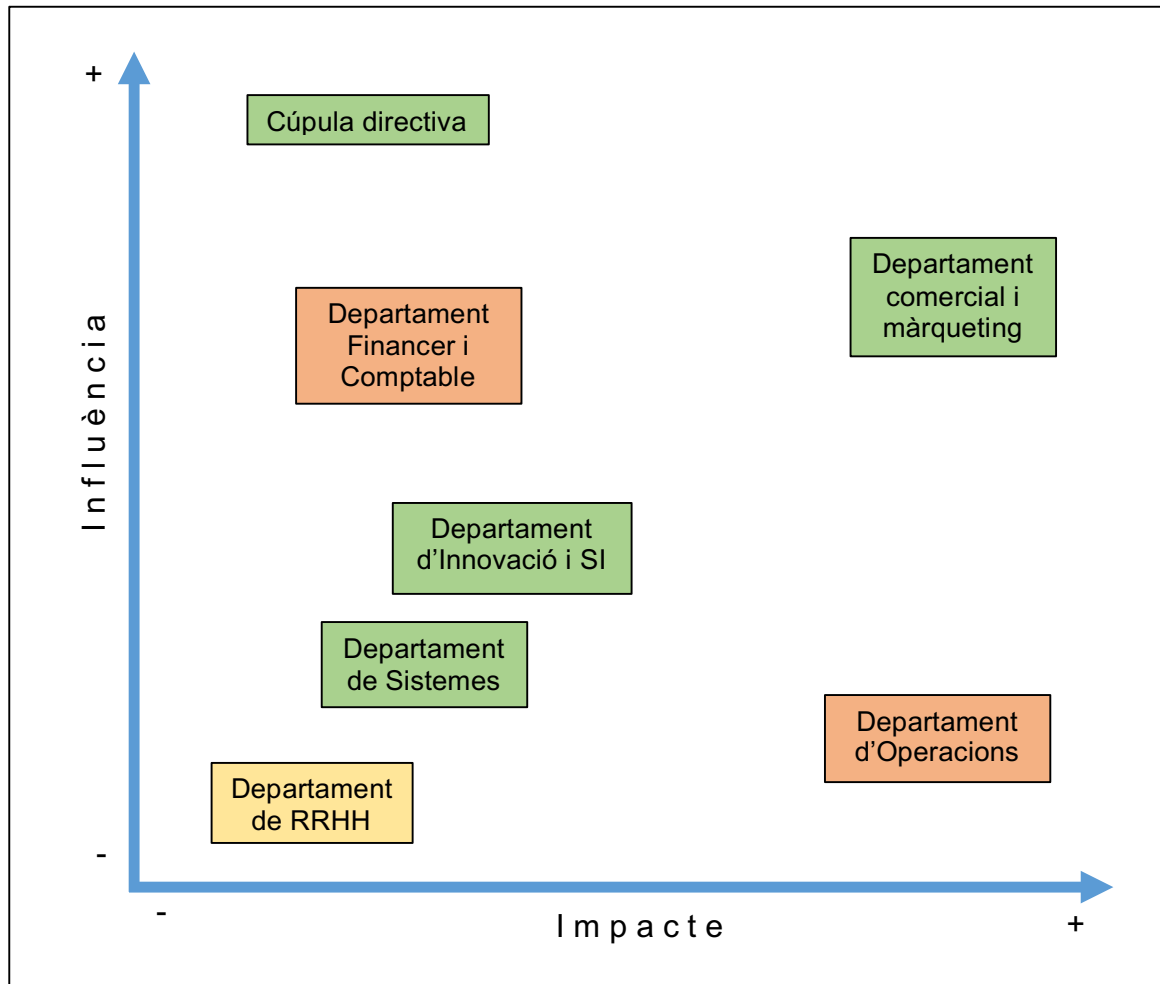 +
Cúpula directiva
Departament
comercial i
màrqueting
Departament
Financer i
Comptable
Influència
Departament
d’Innovació i SI
Departament
de Sistemes
Departament
d’Operacions
Departament
de RRHH
-
-
Impacte
+